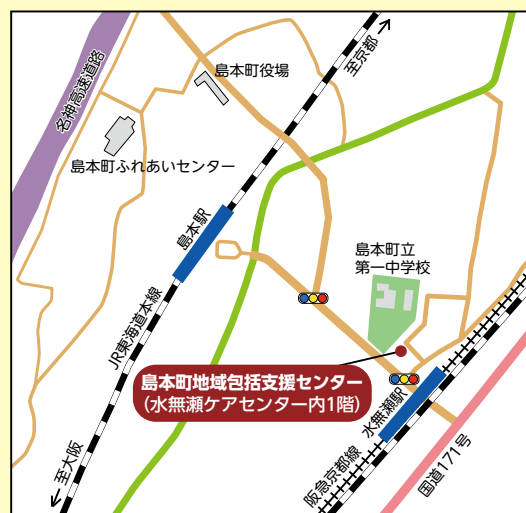 島本町役場
至京都
名神高速道路
島本町ふれあいセンター
島本駅
島本町立
第一中学校
JR東海道本線
島本町地域包括支援センター
(水無瀬ケアセンター内1階)
水無瀬駅
至大阪
阪急京都線
国道171号